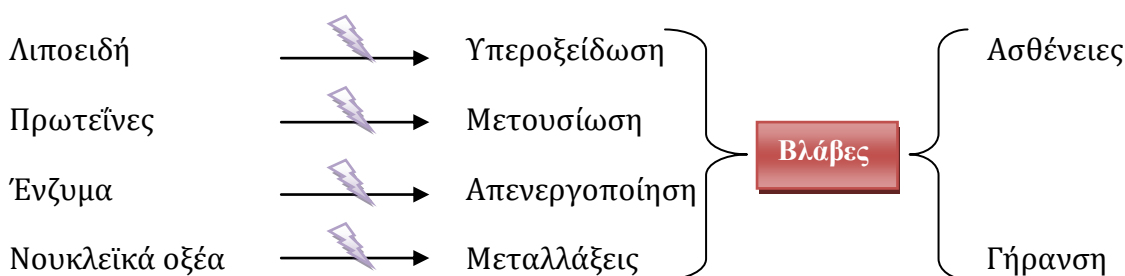 Λιποειδή Υπεροξείδωση Ασθένειες
Πρωτεΐνες Μετουσίωση
Βλάβες
Ένζυμα Απενεργοποίηση
Νουκλεϊκά οξέα Μεταλλάξεις Γήρανση